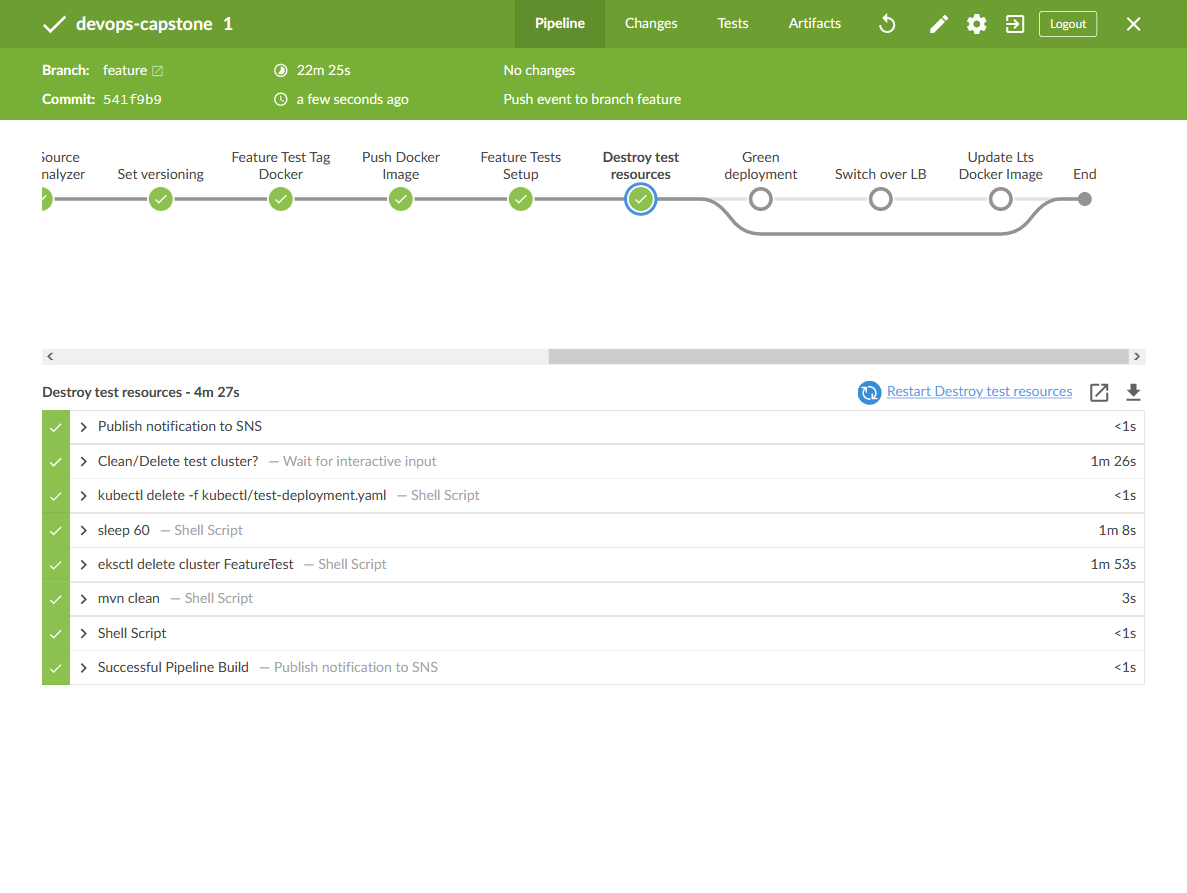 devops-capstone 1 Pipeline Changes Tests Artifacts Logout
Branch: feature 22m 25s No changes
Commit: 541f9b9 a few seconds ago Push event to branch feature
Source Feature Test Tag Push Docker Feature Tests Destroy test Green Update Lts
nalyzer Set versioning Docker Image Setup resources deployment Switch over LB Docker Image End
Destroy test resources - 4m 27s Restart Destroy test resources
Publish notification to SNS <1s
Clean/Delete test cluster? — Wait for interactive input 1m 26s
kubectl delete -f kubectl/test-deployment.yaml — Shell Script <1s
sleep 60 — Shell Script 1m 8s
eksctl delete cluster FeatureTest — Shell Script 1m 53s
mvn clean — Shell Script 3s
Shell Script <1s
Successful Pipeline Build — Publish notification to SNS <1s